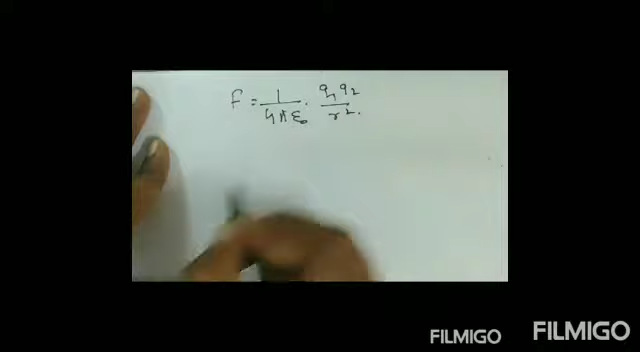 F = 1/4πε₀ · q₁q₂/r².
FILMIGO FILMIGO